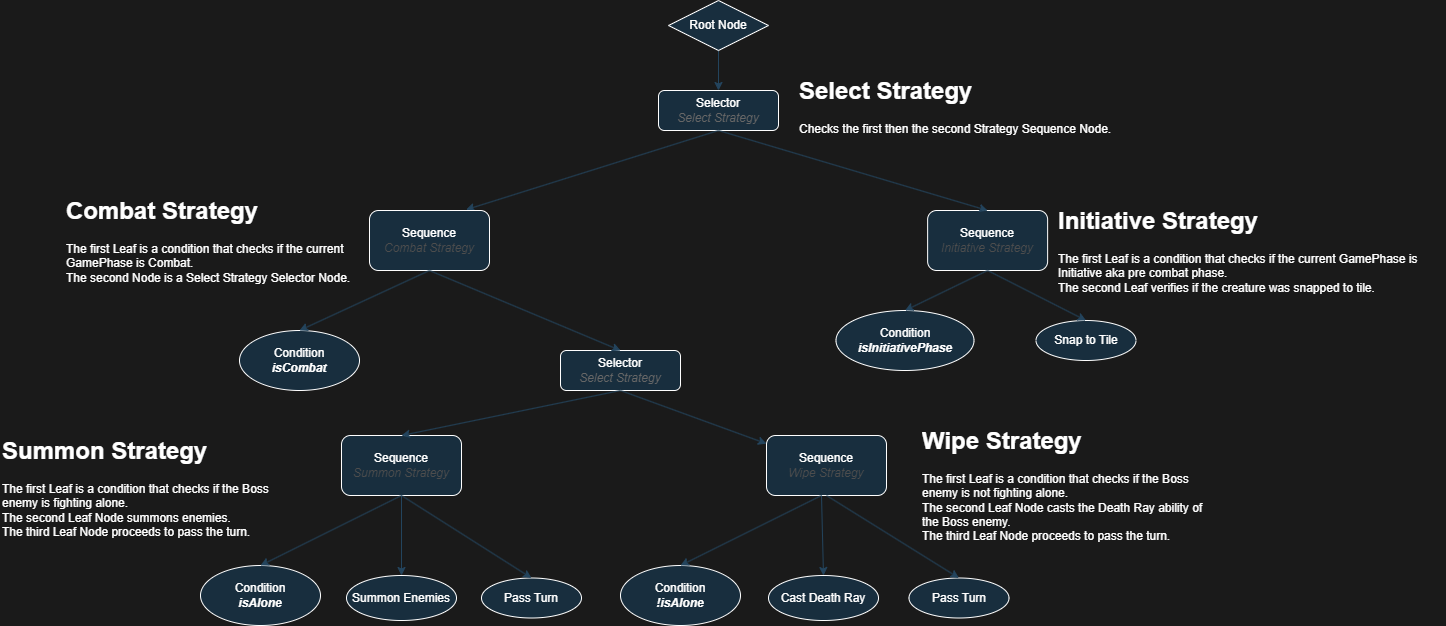 Root Node
Selector
Select Strategy
Select Strategy
Checks the first then the second Strategy Sequence Node.
Combat Strategy
The first Leaf is a condition that checks if the current
GamePhase is Combat.
The second Node is a Select Strategy Selector Node.
Sequence
Combat Strategy
Sequence
Initiative Strategy
Initiative Strategy
The first Leaf is a condition that checks if the current GamePhase is
Initiative aka pre combat phase.
The second Leaf verifies if the creature was snapped to tile.
Condition
isCombat
Selector
Select Strategy
Condition
isInitiativePhase
Snap to Tile
Summon Strategy
The first Leaf is a condition that checks if the Boss
enemy is fighting alone.
The second Leaf Node summons enemies.
The third Leaf Node proceeds to pass the turn.
Sequence
Summon Strategy
Sequence
Wipe Strategy
Wipe Strategy
The first Leaf is a condition that checks if the Boss
enemy is not fighting alone.
The second Leaf Node casts the Death Ray ability of
the Boss enemy.
The third Leaf Node proceeds to pass the turn.
Condition
isAlone
Summon Enemies
Pass Turn
Condition
!isAlone
Cast Death Ray
Pass Turn